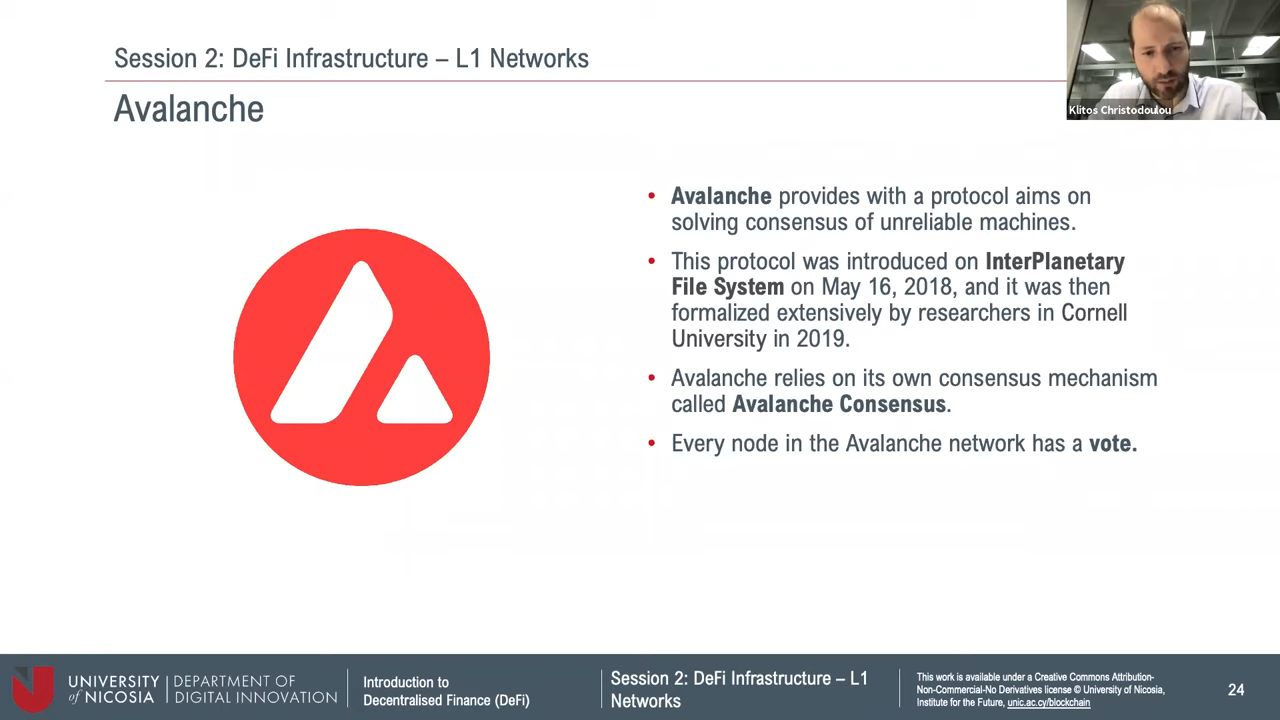 Session 2: DeFi Infrastructure – L1 Networks
Avalanche
Klitos Christodoulou
• Avalanche provides with a protocol aims on
solving consensus of unreliable machines.
• This protocol was introduced on InterPlanetary
File System on May 16, 2018, and it was then
formalized extensively by researchers in Cornell
University in 2019.
• Avalanche relies on its own consensus mechanism
called Avalanche Consensus.
• Every node in the Avalanche network has a vote.
UNIVERSITY
of NICOSIA
DEPARTMENT OF
DIGITAL INNOVATION
Introduction to
Decentralised Finance (DeFi)
Session 2: DeFi Infrastructure – L1
Networks
This work is available under a Creative Commons Attribution-
Non-Commercial-No Derivatives license © University of Nicosia,
Institute for the Future, unic.ac.cy/blockchain
24